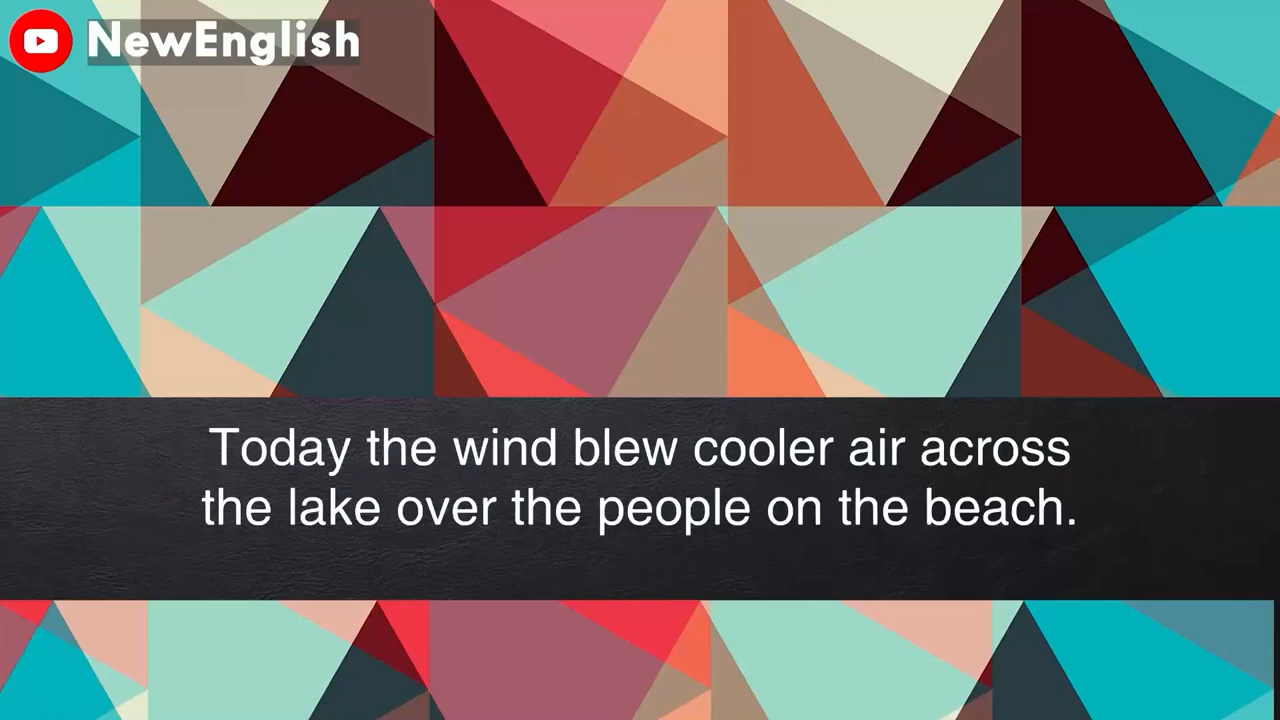 NewEnglish
Today the wind blew cooler air across
the lake over the people on the beach.